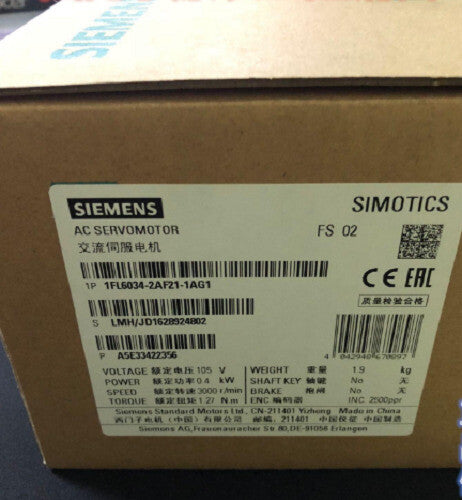 SIEMENS
SIMOTICS
AC SERVOMOTOR
FS 02
交流伺服电机
1P 1FL6034-2AF21-1AG1
CE EAC
质量检验合格
S LMH/JD1628924802
P A5E33422356
4 042948 670897
VOLTAGE 额定电压 105 V WEIGHT 重量 1.9 kg
POWER 额定功率 0.4 kW SHAFT KEY 轴键 No 无
SPEED 额定转速 3000 r/min BRAKE 抱闸 No 无
TORQUE 额定扭矩 1.27 N.m ENC 编码器 INC 2500ppr
Siemens Standard Motors Ltd., CN-211401 Yizheng Made in China
西门子电机（中国）有限公司 邮编: 211401 中国仪征 中国制造
Siemens AG, Frauenauracher Str 80, DE-91056 Erlangen